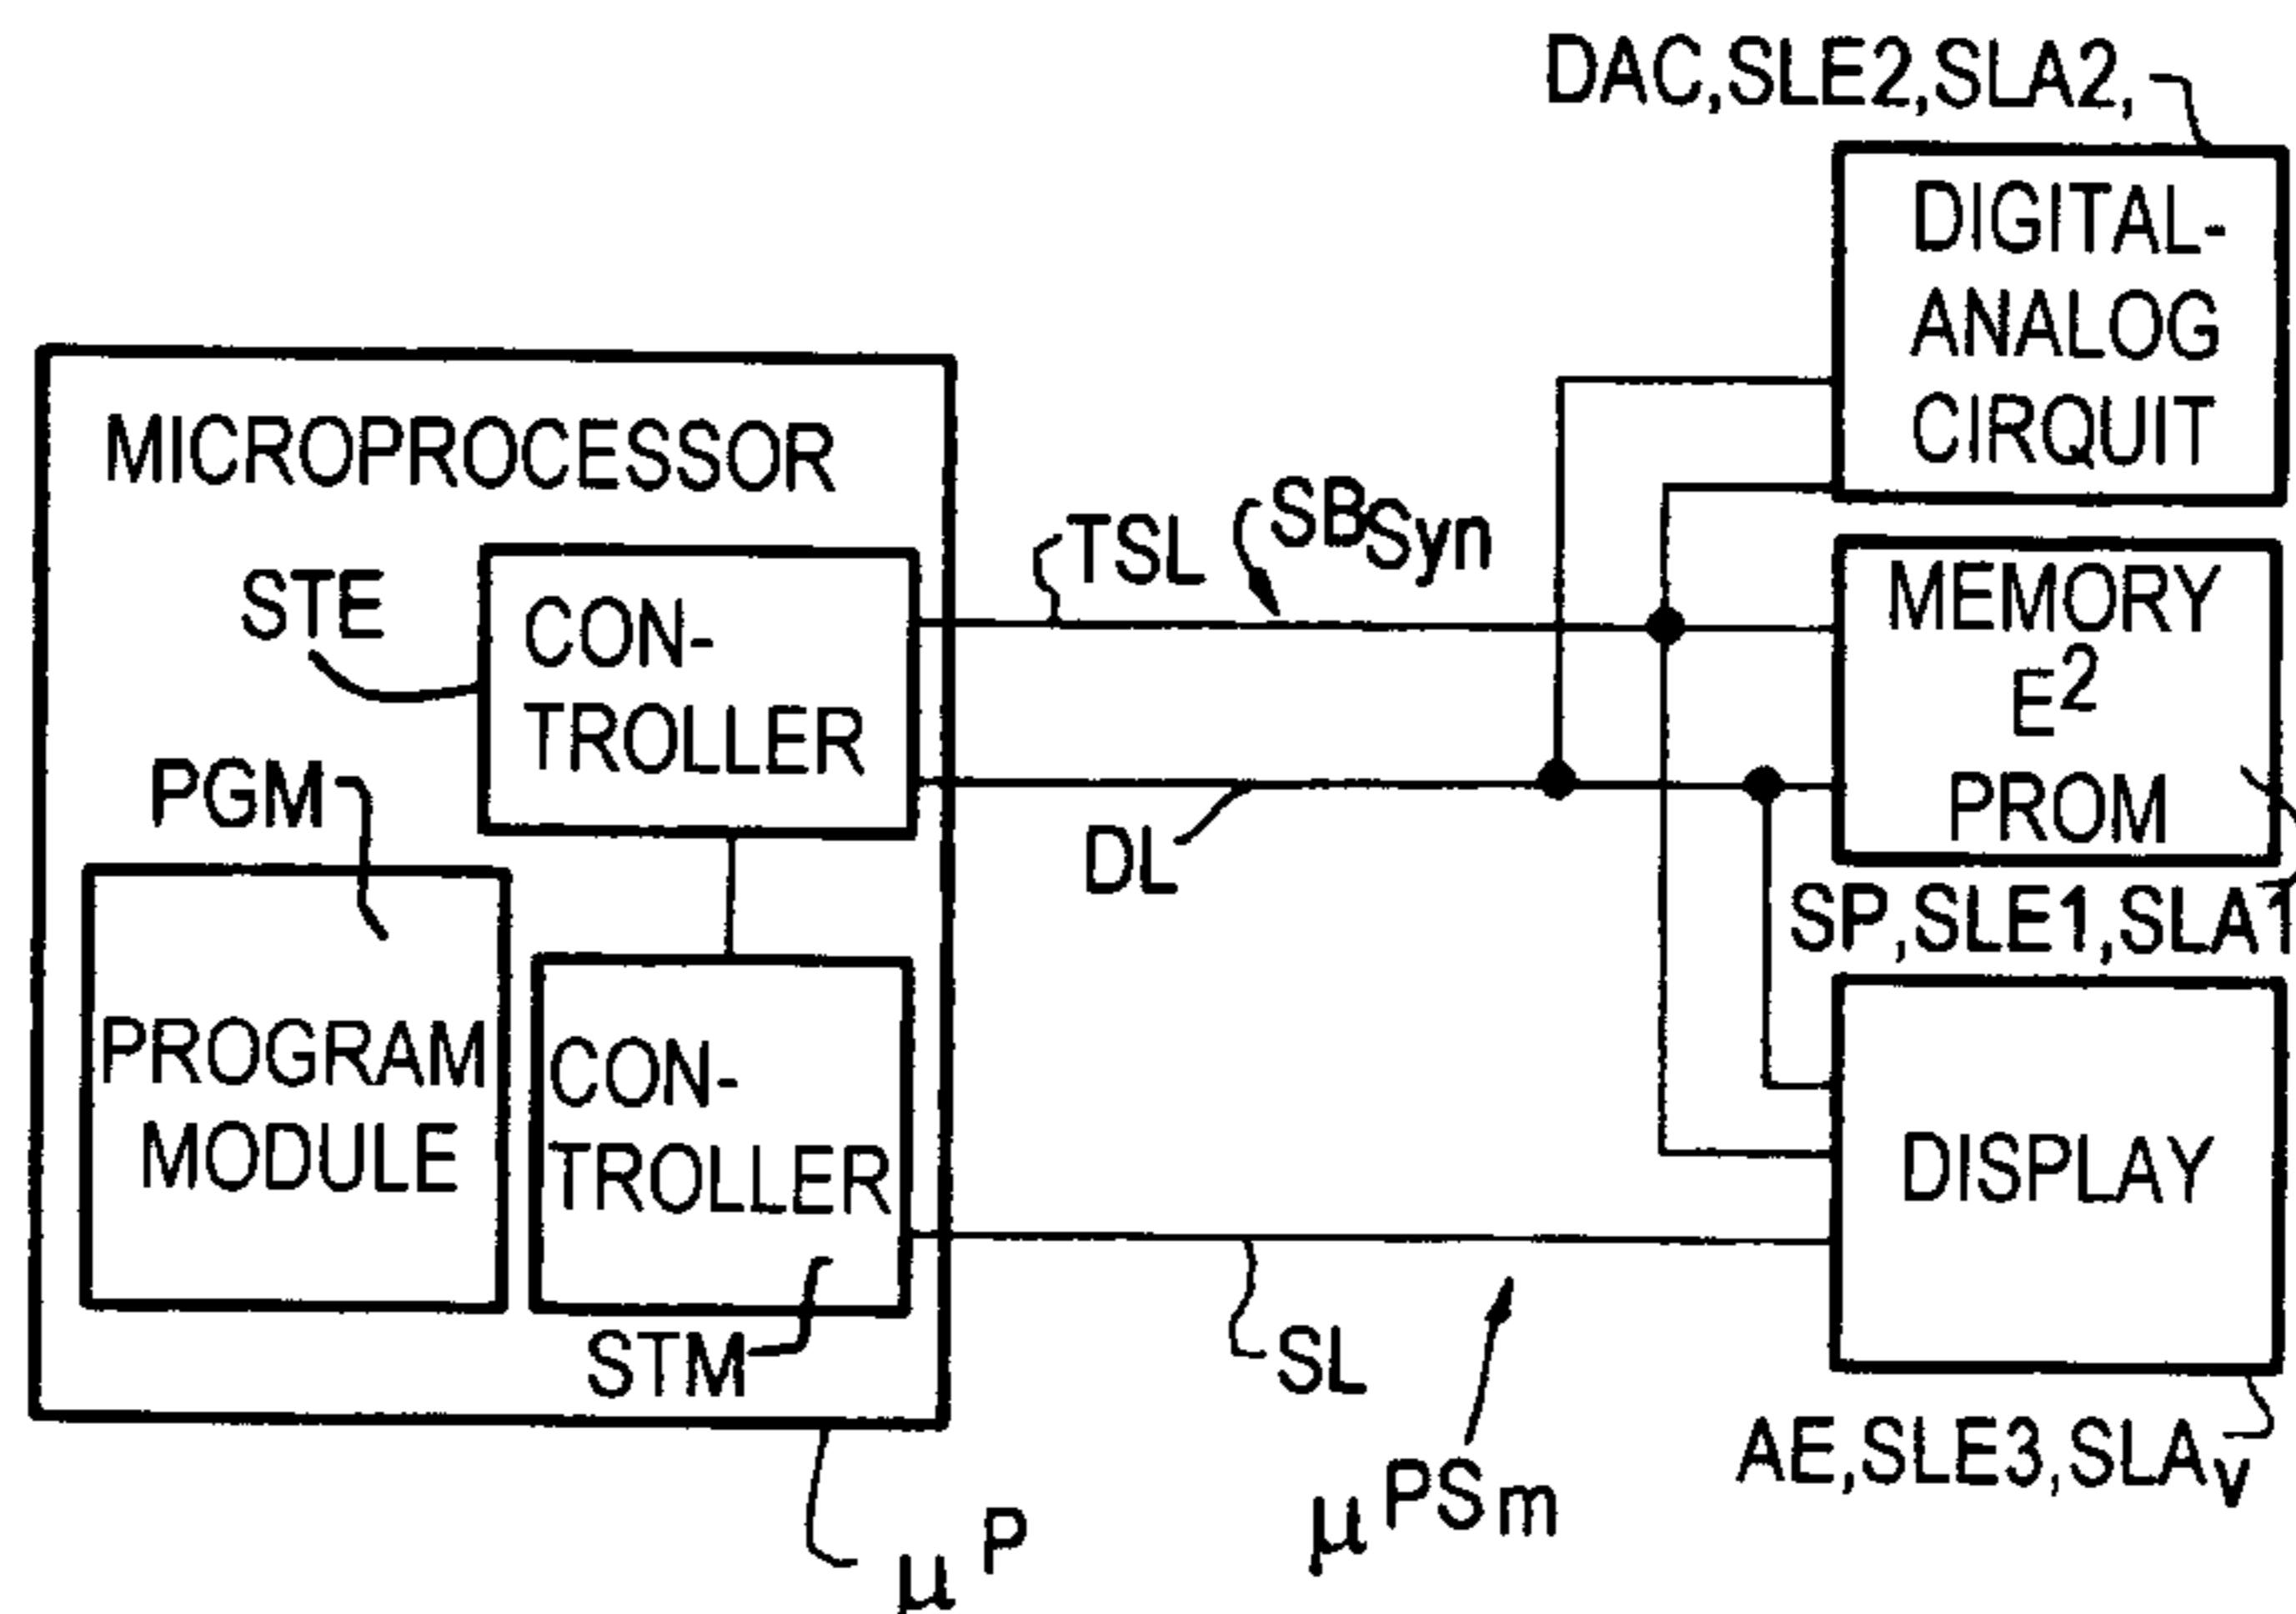 DAC,SLE2,SLA2,
DIGITAL-
ANALOG
CIRQUIT
MICROPROCESSOR
STE
CON-
TROLLER
TSL
SBSyn
MEMORY
E2
PROM
PGM
DL
SP,SLE1,SLA1
PROGRAM
MODULE
CON-
TROLLER
STM
SL
DISPLAY
AE,SLE3,SLAv
μP
μPSm